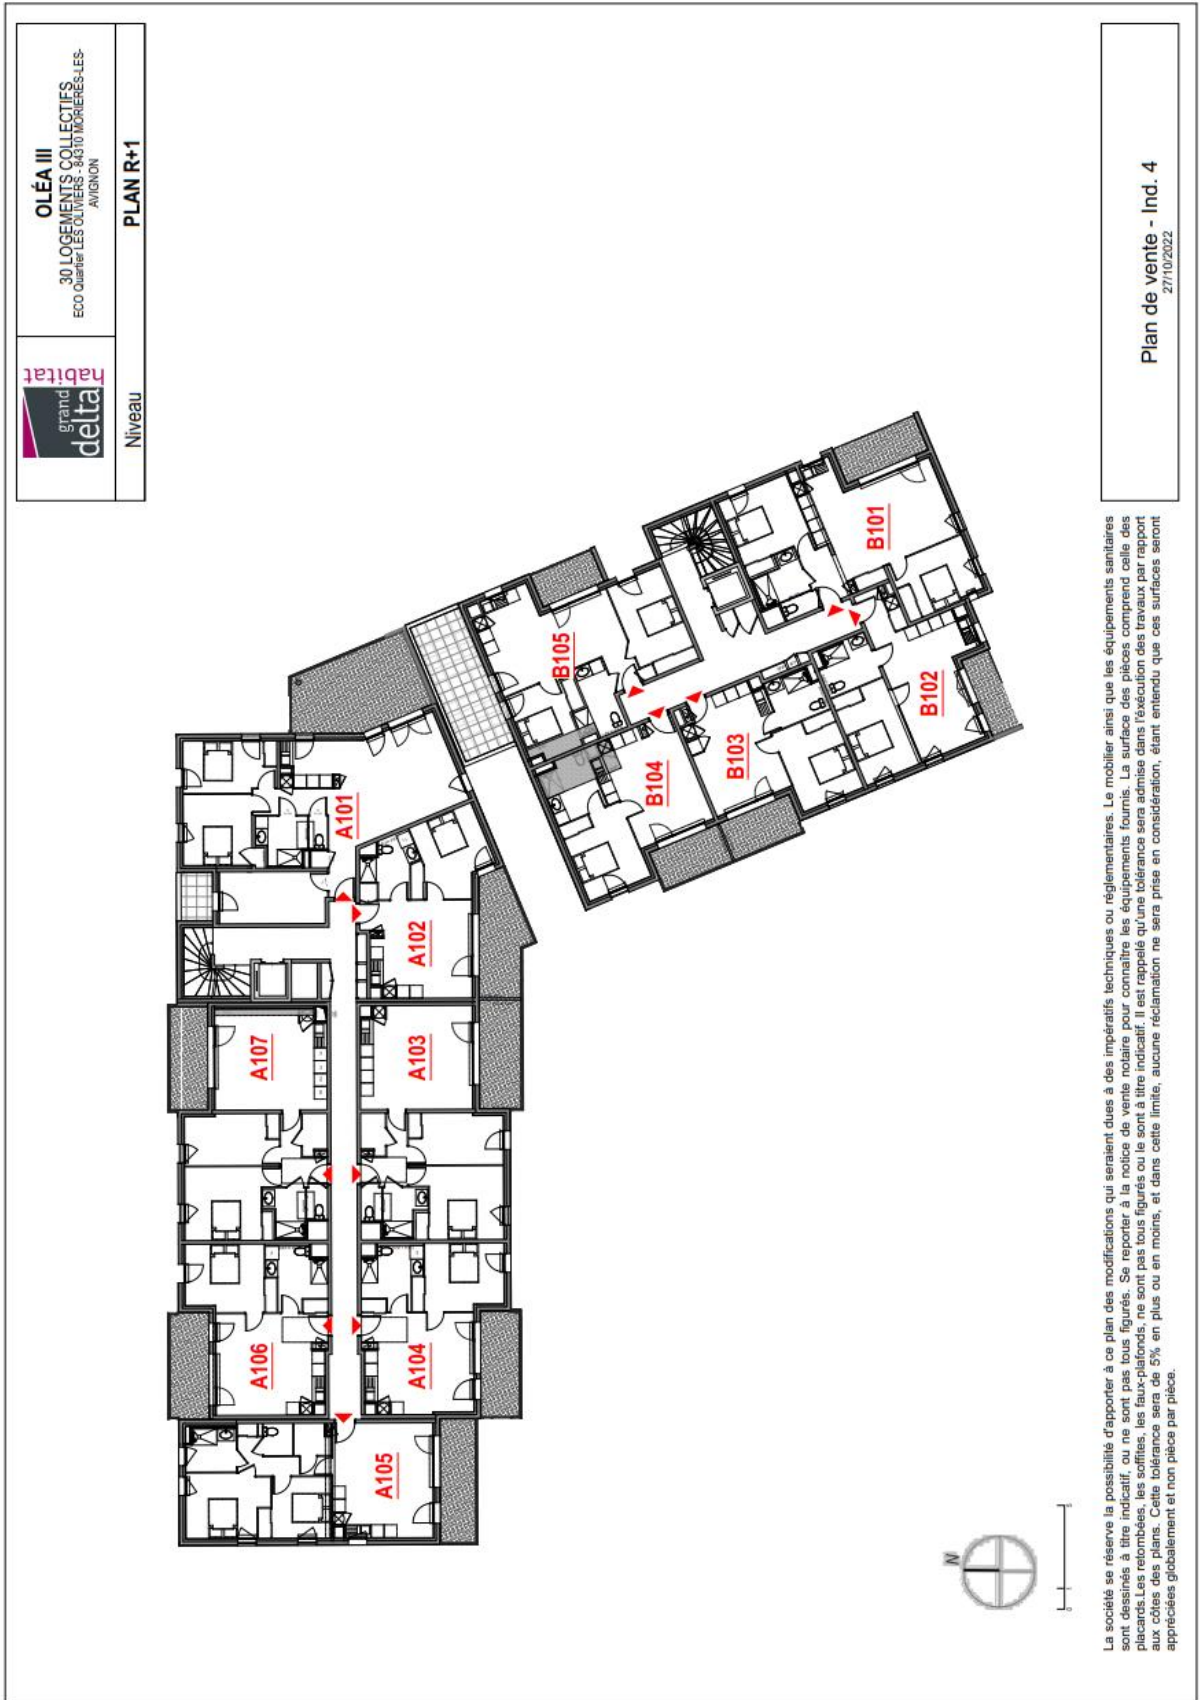 grand
delta
habitat
OLÉA III
30 LOGEMENTS COLLECTIFS
ECO Quartier LES OLIVIERS - 84310 MORIERES-LES-
AVIGNON
Niveau
PLAN R+1
A101
A102
A103
A104
A105
A106
A107
B101
B102
B103
B104
B105
N
0
1
5
La société se réserve la possibilité d'apporter à ce plan des modifications qui seraient dues à des impératifs techniques ou réglementaires. Le mobilier ainsi que les équipements sanitaires
sont dessinés à titre indicatif, ou ne sont pas tous figurés. Se reporter à la notice de vente notaire pour connaître les équipements fournis. La surface des pièces comprend celle des
placards.Les retombées, les soffites, les faux-plafonds, ne sont pas tous figurés ou le sont à titre indicatif. Il est rappelé qu'une tolérance sera admise dans l'éxécution des travaux par rapport
aux côtes des plans. Cette tolérance sera de 5% en plus ou en moins, et dans cette limite, aucune réclamation ne sera prise en considération, étant entendu que ces surfaces seront
appréciées globalement et non pièce par pièce.
Plan de vente - Ind. 4
27/10/2022